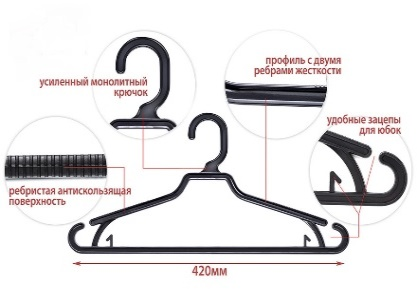 усиленный монолитный
крючок
профиль с двумя
ребрами жесткости
удобные зацепы
для юбок
ребристая антискользящая
поверхность
420мм